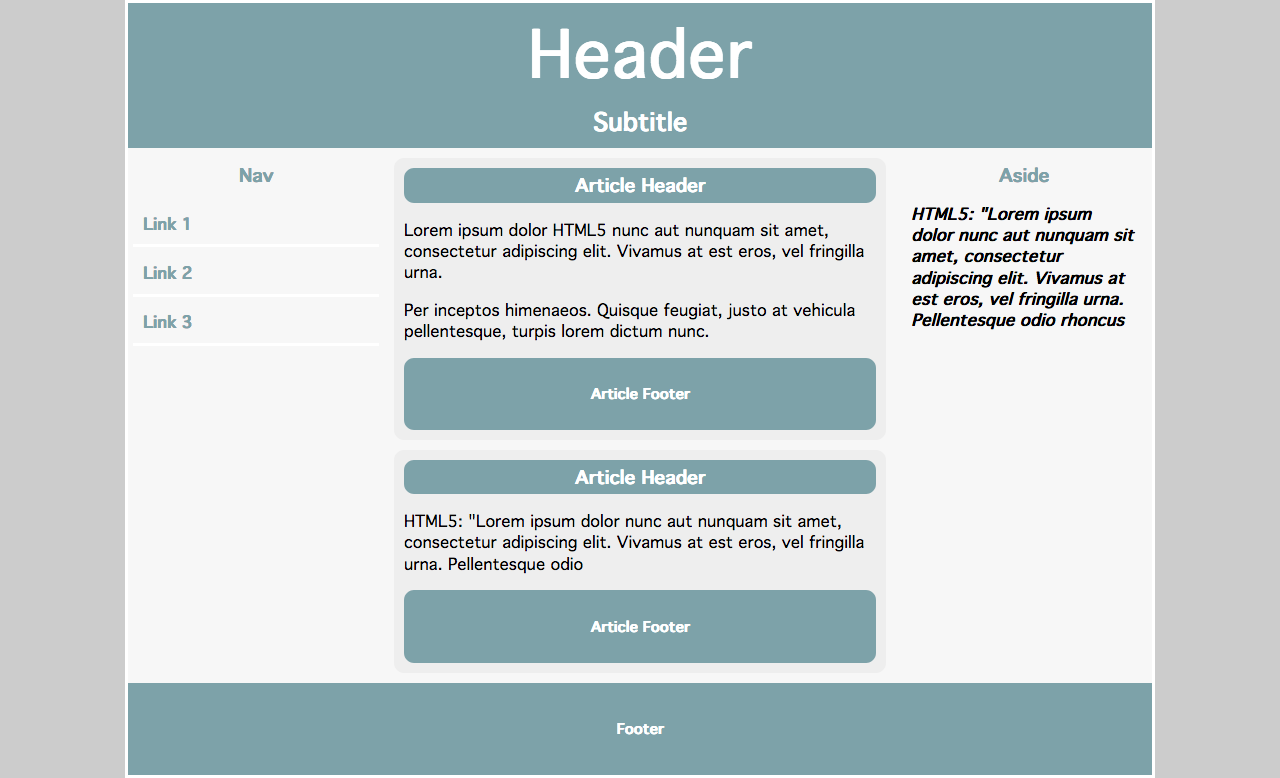 Header
Subtitle
Nav
Link 1
Link 2
Link 3
Article Header
Lorem ipsum dolor HTML5 nunc aut nunquam sit amet,
consectetur adipiscing elit. Vivamus at est eros, vel fringilla
urna.
Per inceptos himenaeos. Quisque feugiat, justo at vehicula
pellentesque, turpis lorem dictum nunc.
Article Footer
Article Header
HTML5: "Lorem ipsum dolor nunc aut nunquam sit amet,
consectetur adipiscing elit. Vivamus at est eros, vel fringilla
urna. Pellentesque odio
Article Footer
Aside
HTML5: "Lorem ipsum
dolor nunc aut nunquam sit
amet, consectetur
adipiscing elit. Vivamus at
est eros, vel fringilla urna.
Pellentesque odio rhoncus
Footer